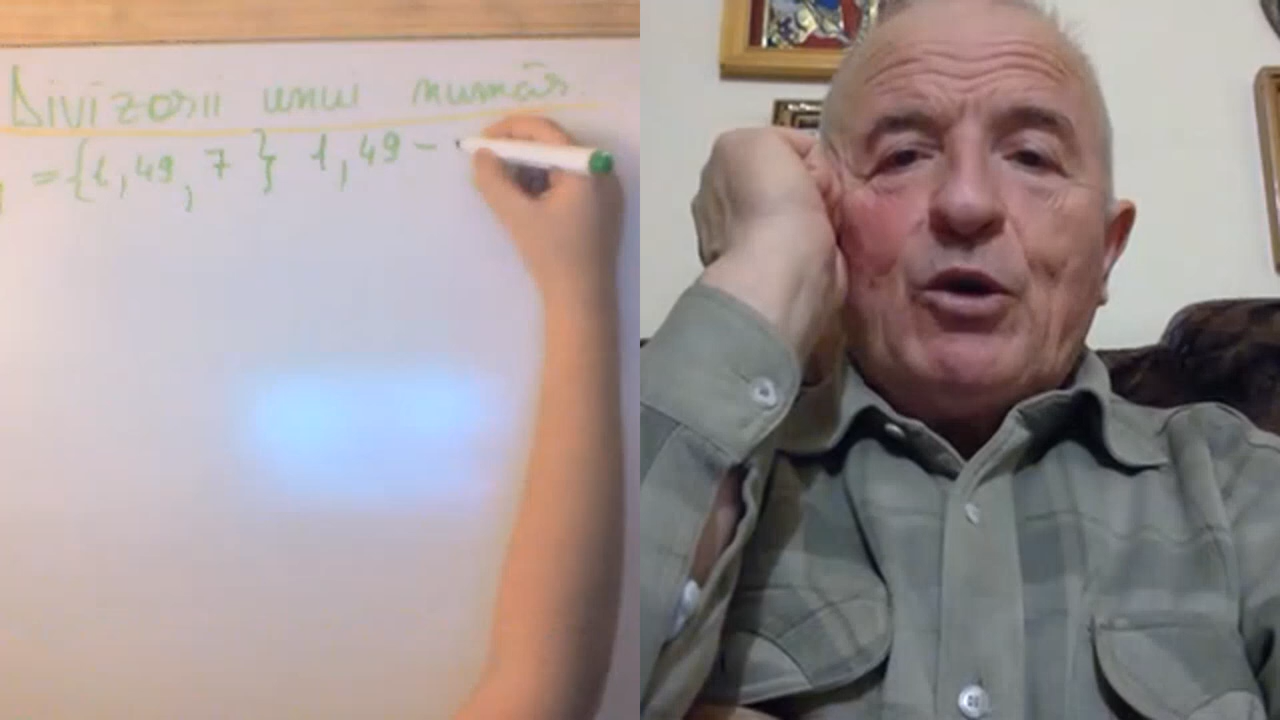 Divizorii unui număr
= {1, 49, 7 } 1, 49 -